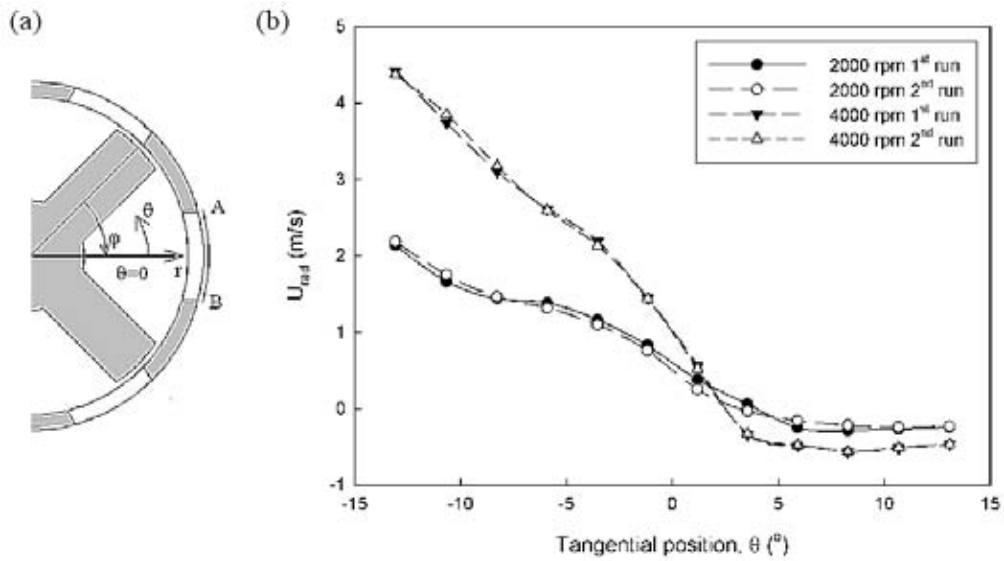 (a)
A
θ
φ
θ=0
r
B
(b)
5
4
3
2
1
0
-1
U_rad (m/s)
2000 rpm 1st run
2000 rpm 2nd run
4000 rpm 1st run
4000 rpm 2nd run
-15 -10 -5 0 5 10 15
Tangential position, θ (°)